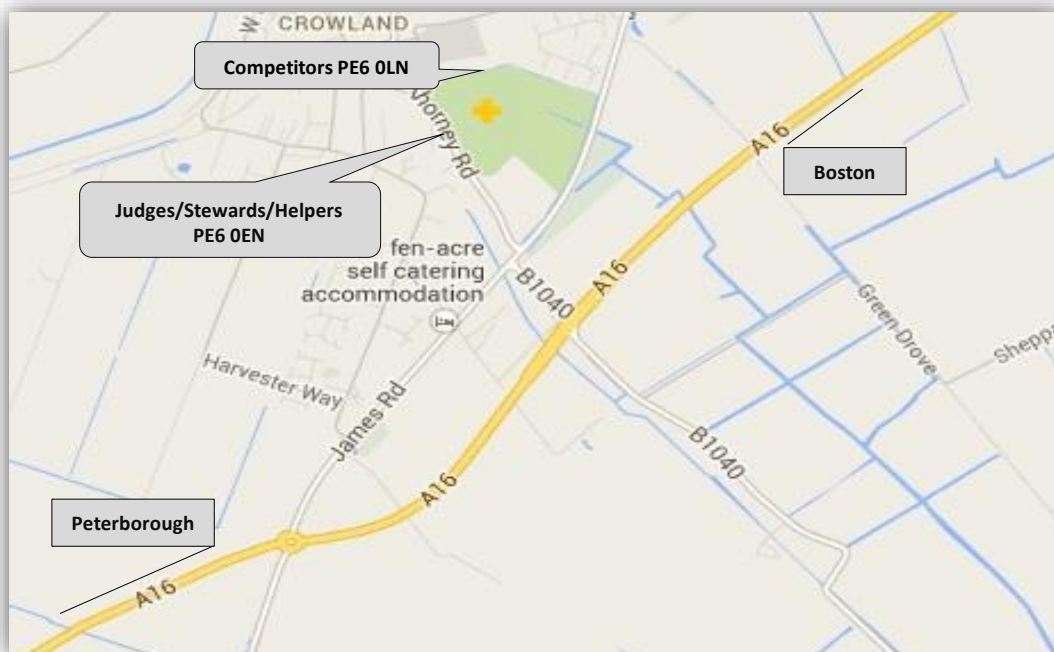 CROWLAND
Competitors PE6 0LN
Thorney Rd
A16
Boston
Judges/Stewards/Helpers
PE6 0EN
fen-acre
self catering
accommodation
A16
B1040
Green Drove
Harvester Way
James Rd
B1040
A16
Peterborough
A16